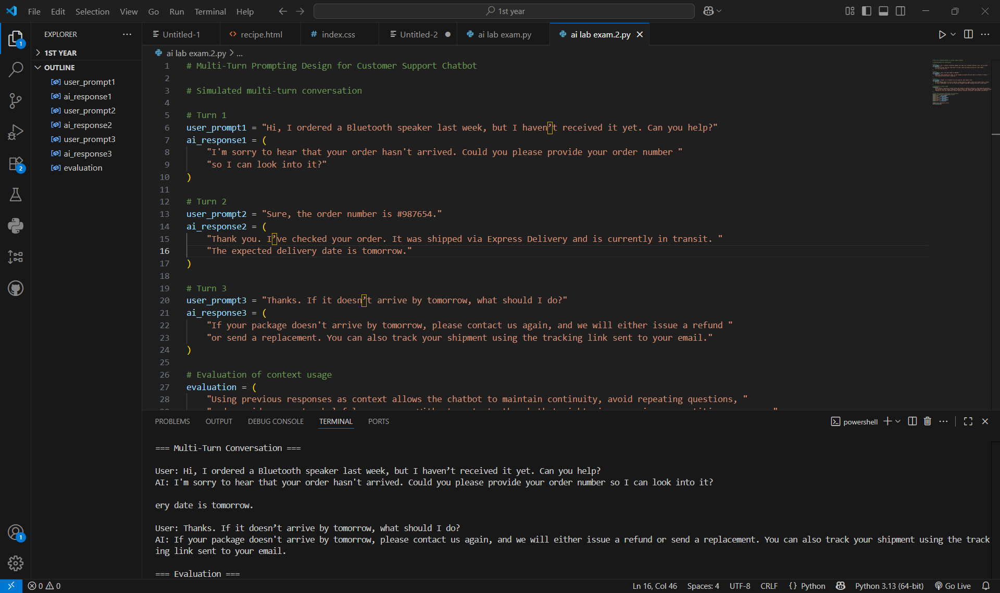 File Edit Selection View Go Run Terminal Help
1st year
EXPLORER
1ST YEAR
OUTLINE
user_prompt1
ai_response1
user_prompt2
ai_response2
user_prompt3
ai_response3
evaluation
1
2
1
Untitled-1 recipe.html # index.css Untitled-2 ai lab exam.py ai lab exam.2.py
ai lab exam.2.py > ...
1 # Multi-Turn Prompting Design for Customer Support Chatbot
2
3 # Simulated multi-turn conversation
4
5 # Turn 1
6 user_prompt1 = "Hi, I ordered a Bluetooth speaker last week, but I haven’t received it yet. Can you help?"
7 ai_response1 = (
8 "I'm sorry to hear that your order hasn't arrived. Could you please provide your order number "
9 "so I can look into it?"
10 )
11
12 # Turn 2
13 user_prompt2 = "Sure, the order number is #987654."
14 ai_response2 = (
15 "Thank you. I’ve checked your order. It was shipped via Express Delivery and is currently in transit. "
16 "The expected delivery date is tomorrow."
17 )
18
19 # Turn 3
20 user_prompt3 = "Thanks. If it doesn’t arrive by tomorrow, what should I do?"
21 ai_response3 = (
22 "If your package doesn't arrive by tomorrow, please contact us again, and we will either issue a refund "
23 "or send a replacement. You can also track your shipment using the tracking link sent to your email."
24 )
25
26 # Evaluation of context usage
27 evaluation = (
28 "Using previous responses as context allows the chatbot to maintain continuity, avoid repeating questions, "
PROBLEMS OUTPUT DEBUG CONSOLE TERMINAL PORTS
powershell
=== Multi-Turn Conversation ===
User: Hi, I ordered a Bluetooth speaker last week, but I haven’t received it yet. Can you help?
AI: I'm sorry to hear that your order hasn't arrived. Could you please provide your order number so I can look into it?
ery date is tomorrow.
User: Thanks. If it doesn’t arrive by tomorrow, what should I do?
AI: If your package doesn't arrive by tomorrow, please contact us again, and we will either issue a refund or send a replacement. You can also track your shipment using the track
ing link sent to your email.
=== Evaluation ===
0 0 Ln 16, Col 46 Spaces: 4 UTF-8 CRLF {} Python Python 3.13 (64-bit) Go Live